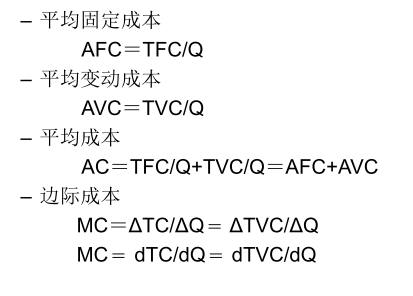 – 平均固定成本
AFC＝TFC/Q
– 平均变动成本
AVC＝TVC/Q
– 平均成本
AC＝TFC/Q+TVC/Q＝AFC+AVC
– 边际成本
MC＝ΔTC/ΔQ＝ ΔTVC/ΔQ
MC＝ dTC/dQ＝ dTVC/dQ